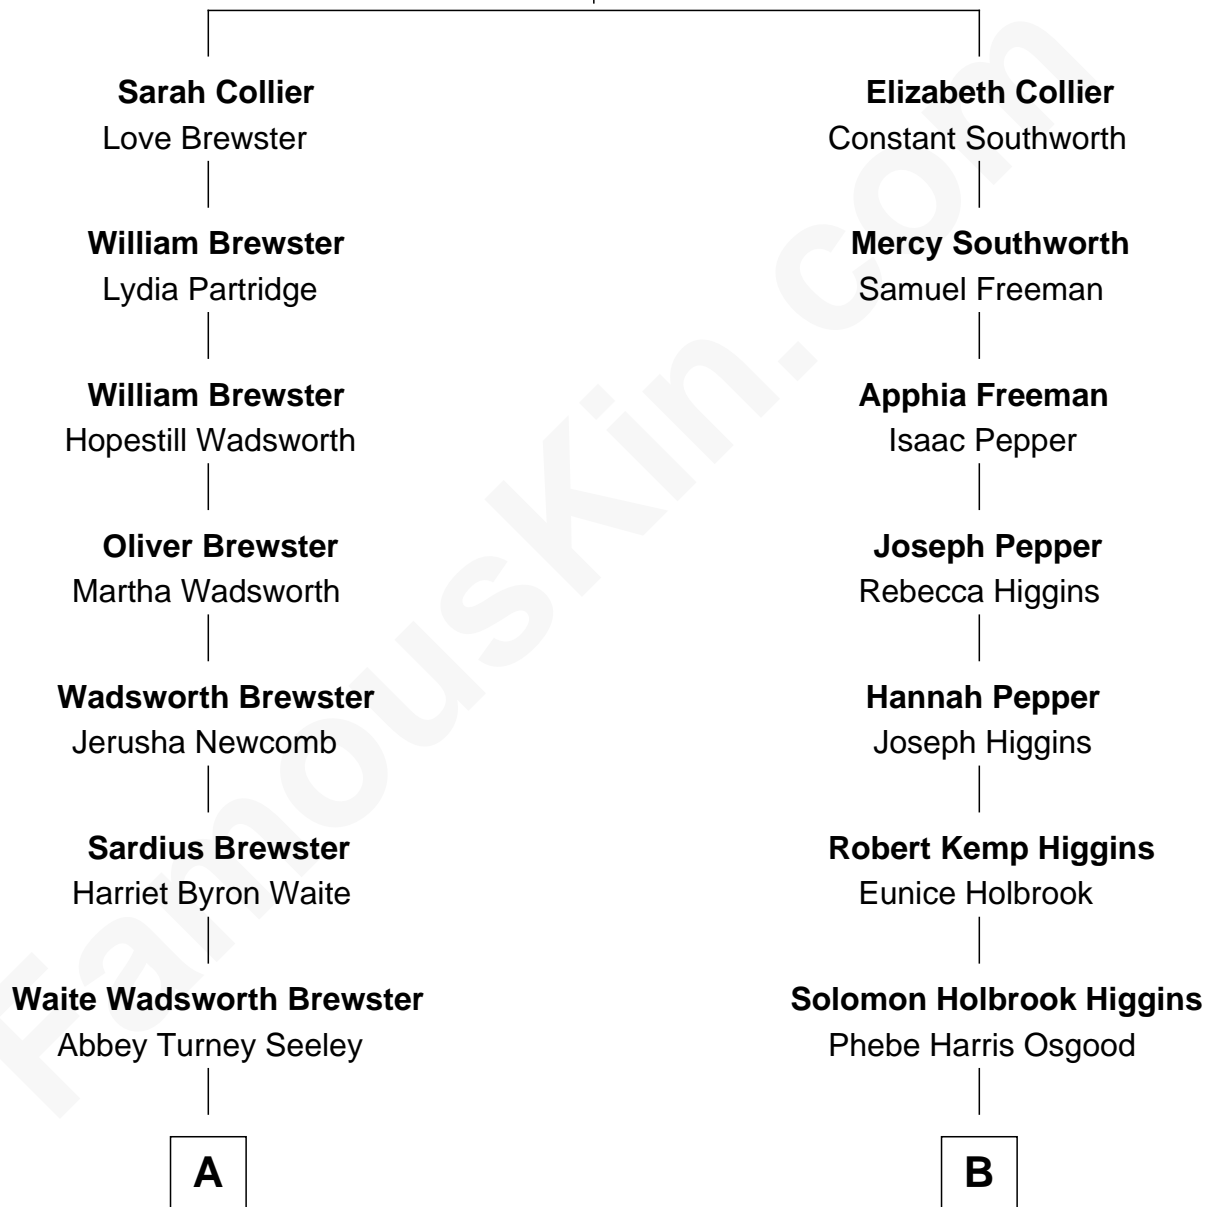 Sarah Collier
Love Brewster
William Brewster
Lydia Partridge
William Brewster
Hopestill Wadsworth
Oliver Brewster
Martha Wadsworth
Wadsworth Brewster
Jerusha Newcomb
Sardius Brewster
Harriet Byron Waite
Waite Wadsworth Brewster
Abbey Turney Seeley
A
Elizabeth Collier
Constant Southworth
Mercy Southworth
Samuel Freeman
Apphia Freeman
Isaac Pepper
Joseph Pepper
Rebecca Higgins
Hannah Pepper
Joseph Higgins
Robert Kemp Higgins
Eunice Holbrook
Solomon Holbrook Higgins
Phebe Harris Osgood
B
FamousKin.com